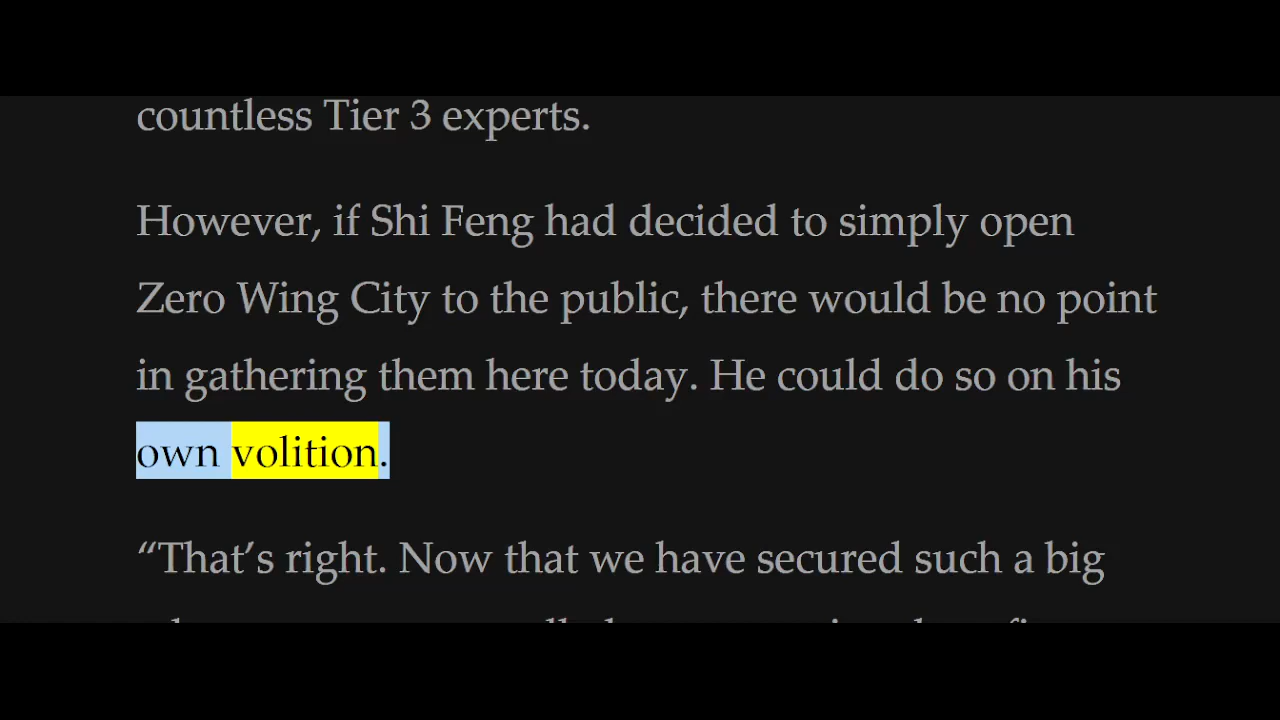 countless Tier 3 experts.
However, if Shi Feng had decided to simply open
Zero Wing City to the public, there would be no point
in gathering them here today. He could do so on his
own volition.
“That’s right. Now that we have secured such a big